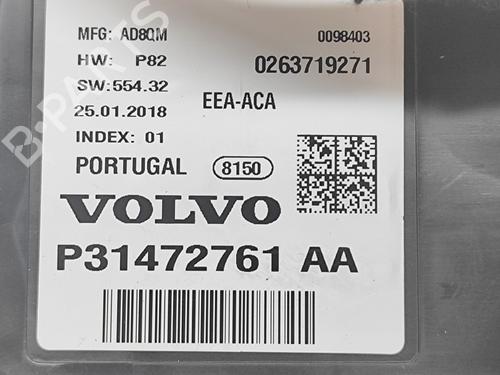 MFG: AD8QM 0098403
HW: P82 0263719271
SW:554.32 EEA-ACA
25.01.2018
INDEX: 01
PORTUGAL 8150
VOLVO
P31472761 AA
B-PARTS